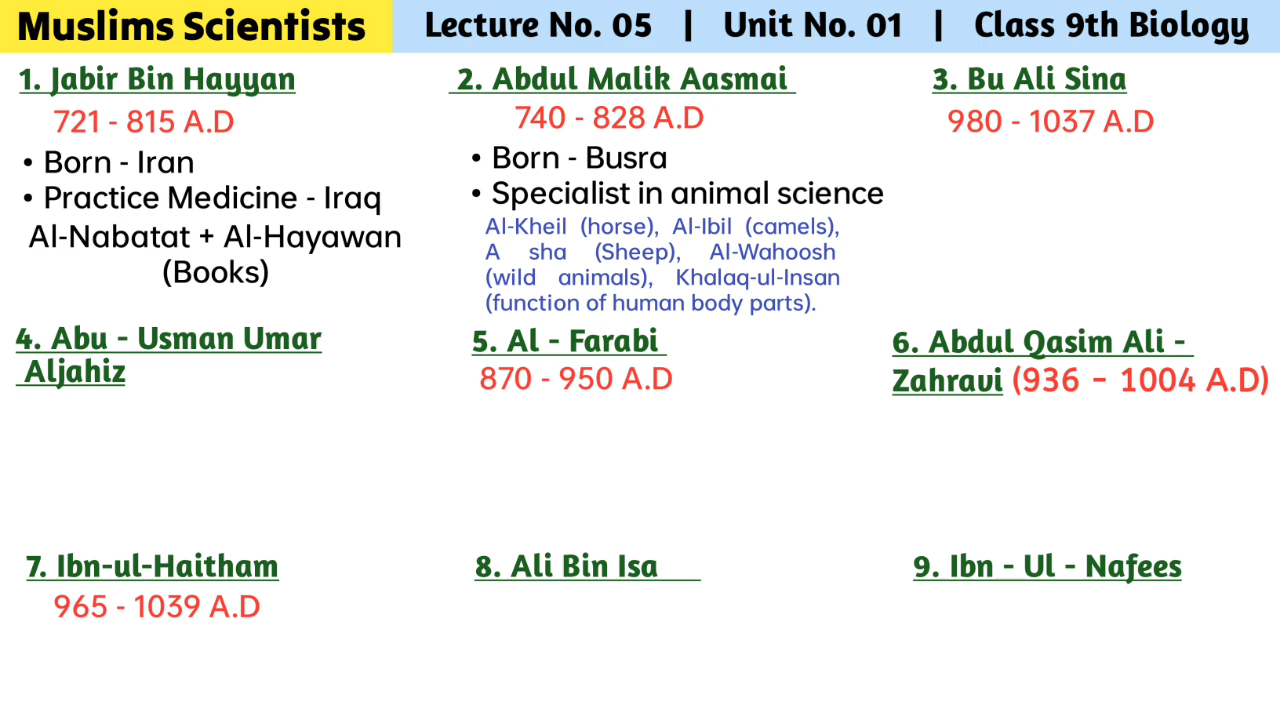 Muslims Scientists
Lecture No. 05 | Unit No. 01 | Class 9th Biology
1. Jabir Bin Hayyan
721 - 815 A.D
• Born - Iran
• Practice Medicine - Iraq
Al-Nabatat + Al-Hayawan
(Books)
2. Abdul Malik Aasmai
740 - 828 A.D
• Born - Busra
• Specialist in animal science
Al-Kheil (horse), Al-Ibil (camels),
A sha (Sheep), Al-Wahoosh
(wild animals), Khalaq-ul-Insan
(function of human body parts).
3. Bu Ali Sina
980 - 1037 A.D
4. Abu - Usman Umar
Aljahiz
5. Al - Farabi
870 - 950 A.D
6. Abdul Qasim Ali -
Zahravi (936 - 1004 A.D)
7. Ibn-ul-Haitham
965 - 1039 A.D
8. Ali Bin Isa
9. Ibn - Ul - Nafees